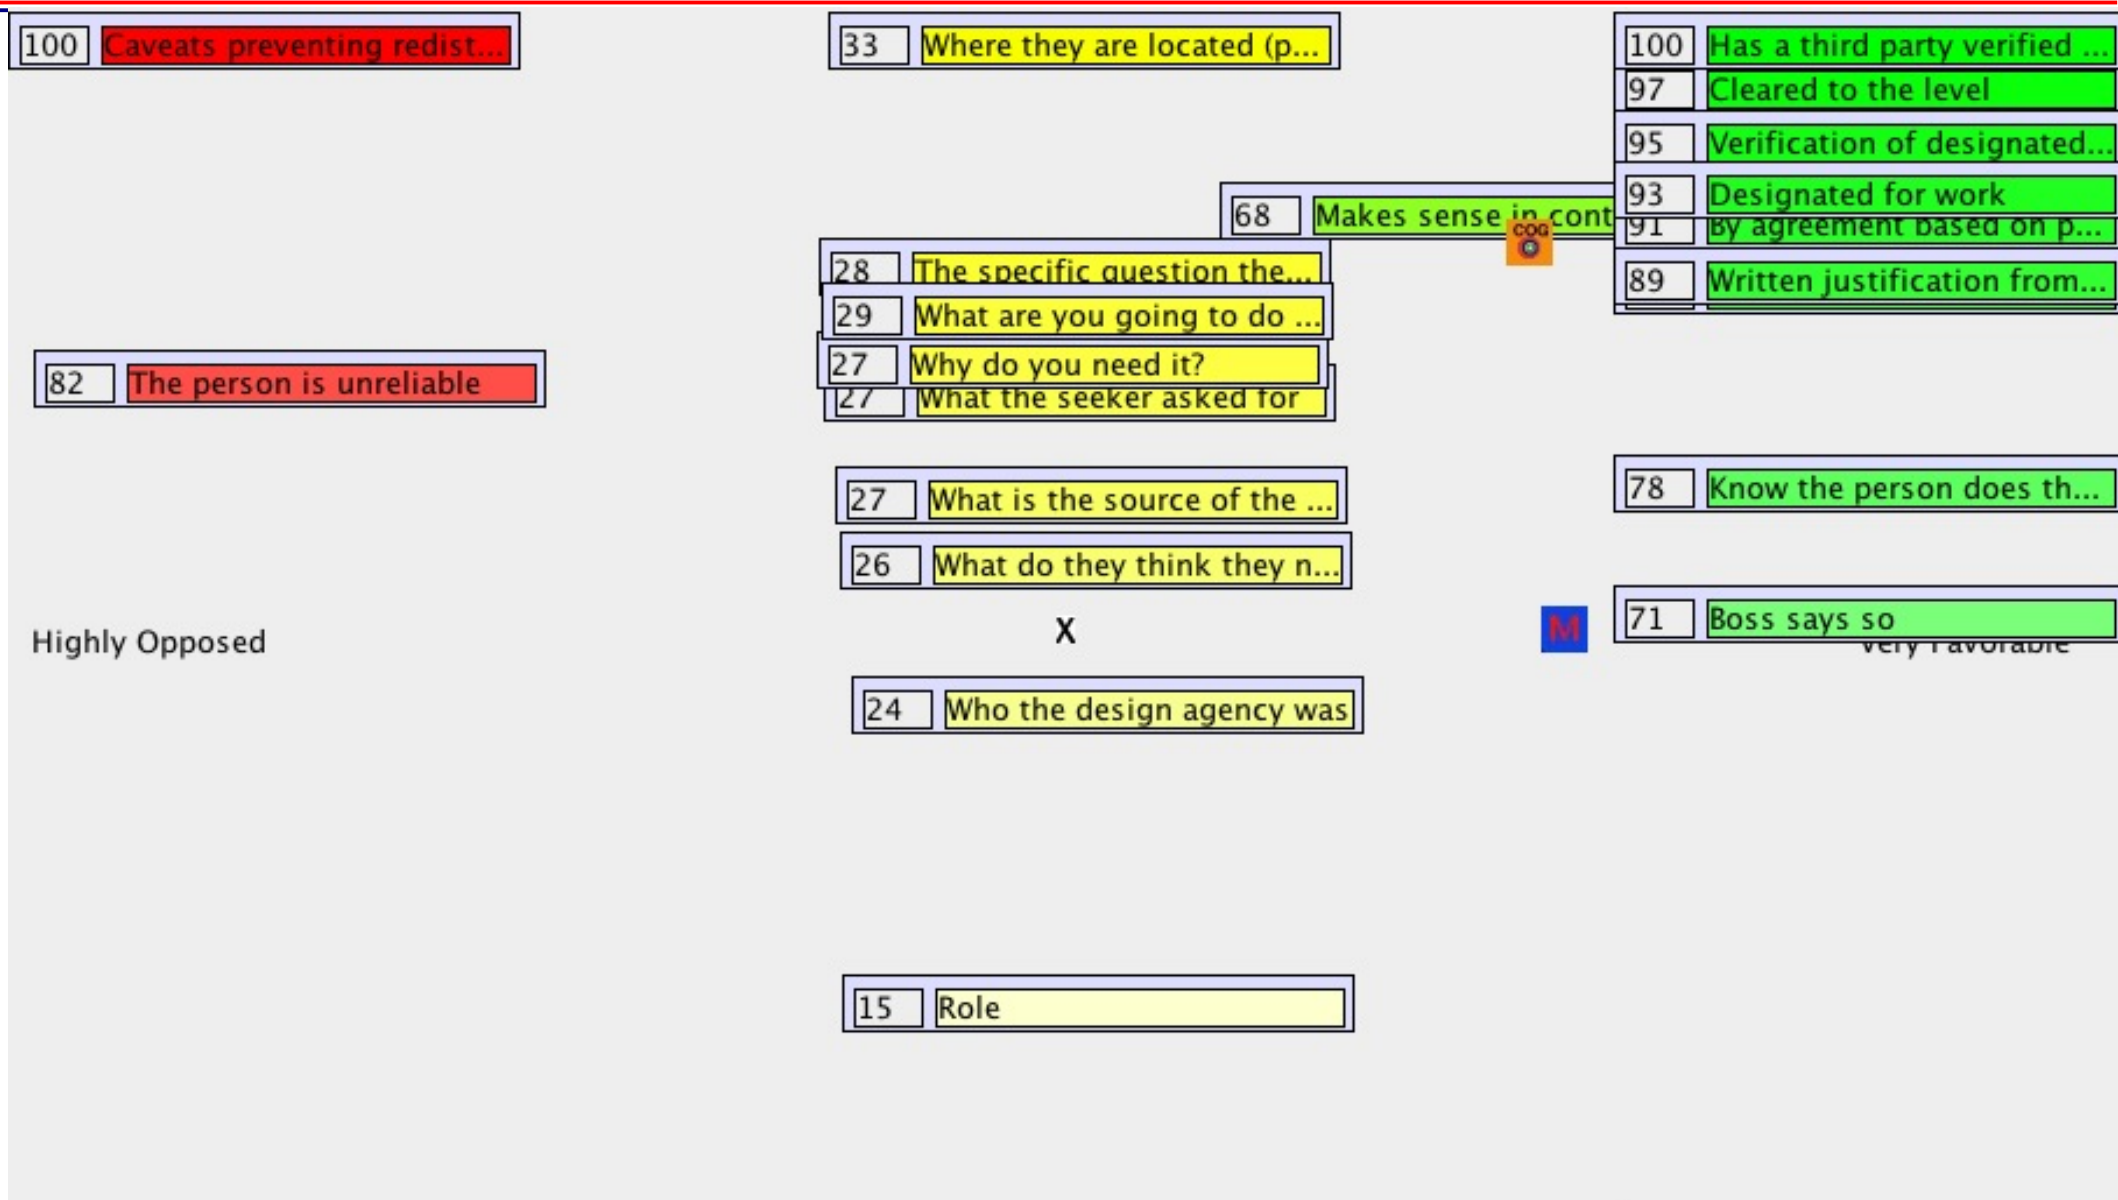 100 Caveats preventing redist...
33 Where they are located (p...
100 Has a third party verified ...
97 Cleared to the level
95 Verification of designated...
93 Designated for work
68 Makes sense in cont
COG
91 By agreement based on p...
28 The specific question the...
89 Written justification from...
29 What are you going to do ...
27 Why do you need it?
82 The person is unreliable
27 What the seeker asked for
27 What is the source of the ...
78 Know the person does th...
26 What do they think they n...
71 Boss says so
Highly Opposed
X
M
Very Favorable
24 Who the design agency was
15 Role